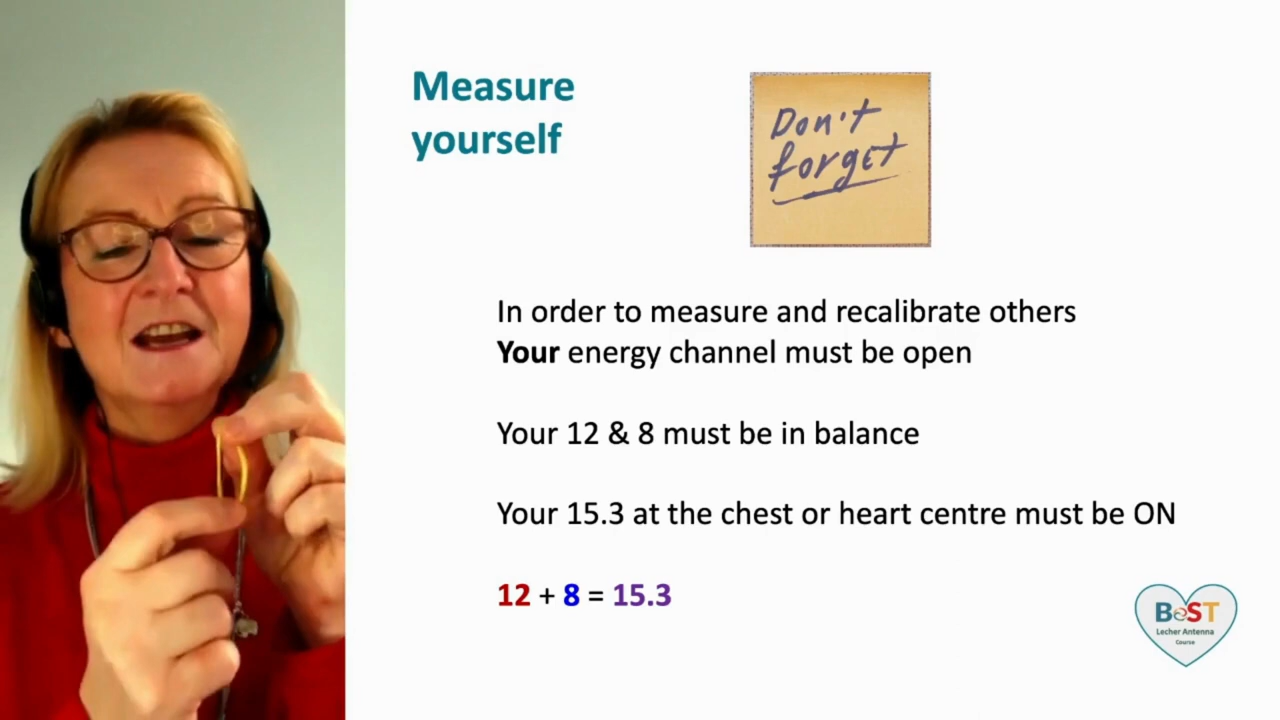 Measure
yourself
Don't
forget
In order to measure and recalibrate others
Your energy channel must be open
Your 12 & 8 must be in balance
Your 15.3 at the chest or heart centre must be ON
12 + 8 = 15.3
BeST
Lecher Antenna
Course